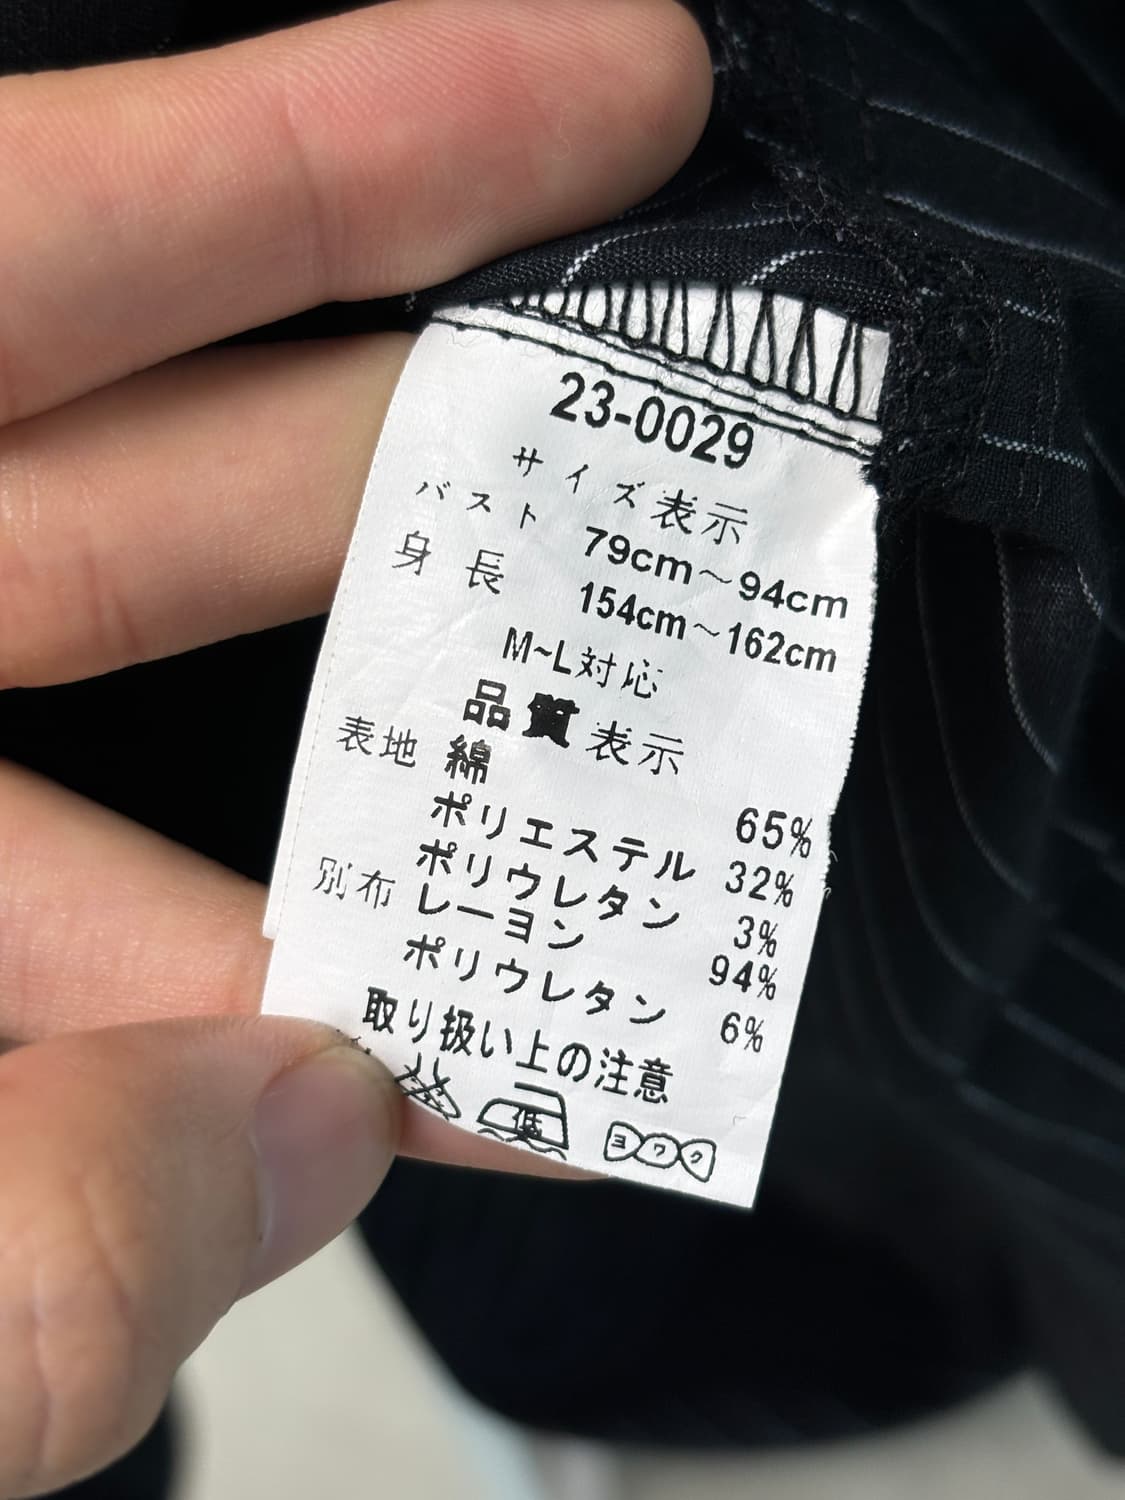 23-0029
サイズ表示
バスト 79cm～94cm
身長 154cm～162cm
M~L対応
品質表示
表地 綿 65%
ポリエステル 32%
ポリウレタン 3%
別布 レーヨン 94%
ポリウレタン 6%
取り扱い上の注意
低 ヨワク